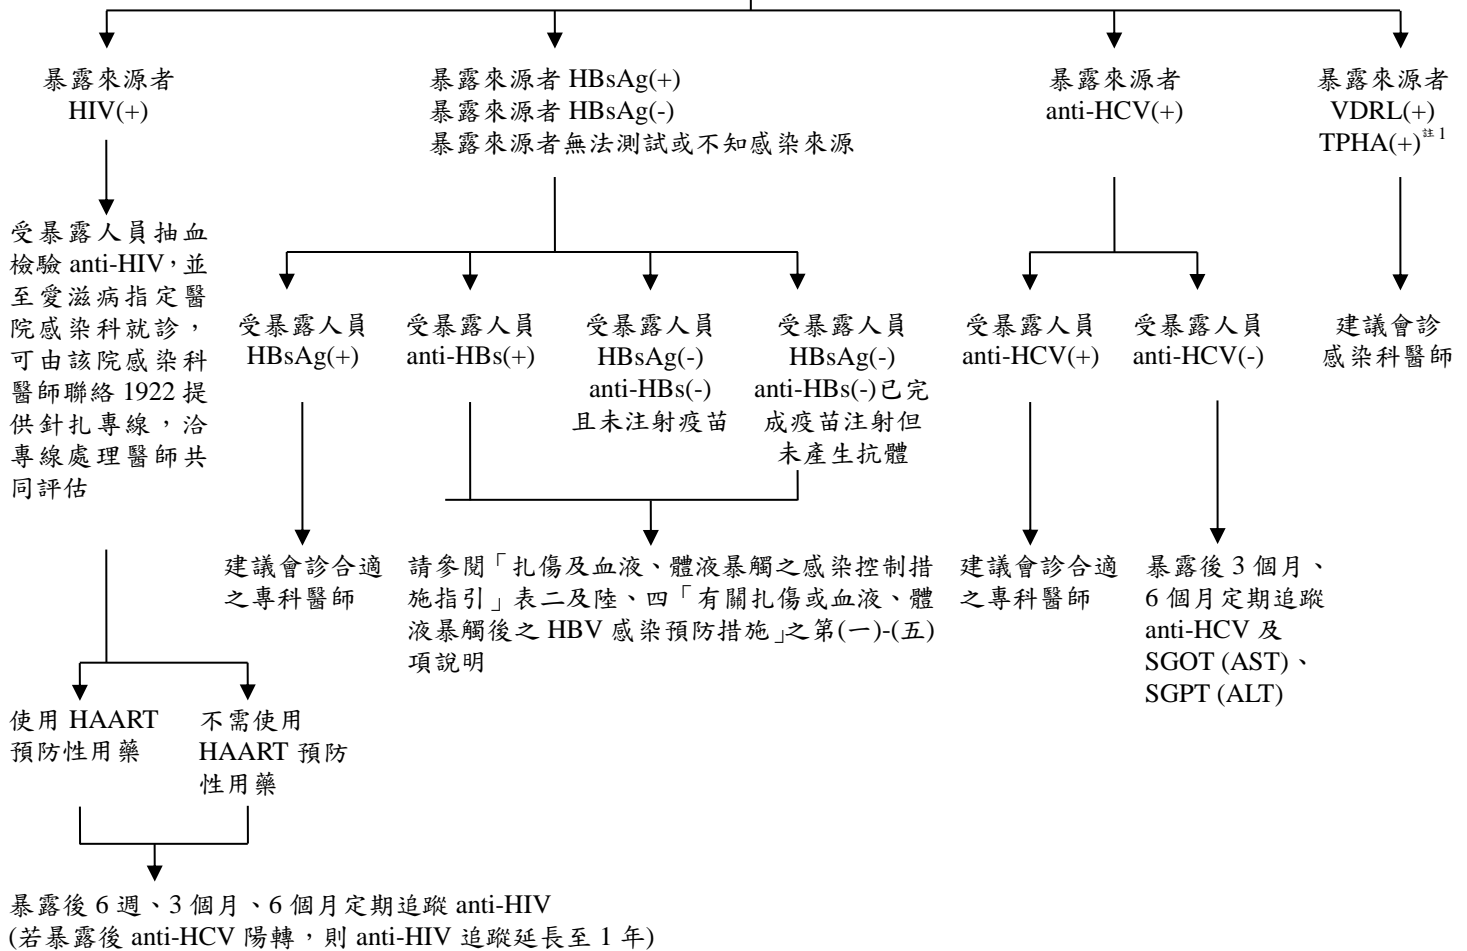 暴露來源者
HIV(+)
暴露來源者 HBsAg(+)
暴露來源者 HBsAg(-)
暴露來源者無法測試或不知感染來源
暴露來源者
anti-HCV(+)
暴露來源者
VDRL(+)
TPHA(+)註1
受暴露人員抽血
檢驗 anti-HIV，並
至愛滋病指定醫
院感染科就診，
可由該院感染科
醫師聯絡 1922 提
供針扎專線，洽
專線處理醫師共
同評估
受暴露人員
HBsAg(+)
受暴露人員
anti-HBs(+)
受暴露人員
HBsAg(-)
anti-HBs(-)
且未注射疫苗
受暴露人員
HBsAg(-)
anti-HBs(-)已完
成疫苗注射但
未產生抗體
受暴露人員
anti-HCV(+)
受暴露人員
anti-HCV(-)
建議會診
感染科醫師
建議會診合適
之專科醫師
請參閱「扎傷及血液、體液暴觸之感染控制措
施指引」表二及陸、四「有關扎傷或血液、體
液暴觸後之 HBV 感染預防措施」之第(一)-(五)
項說明
建議會診合適
之專科醫師
暴露後 3 個月、
6 個月定期追蹤
anti-HCV 及
SGOT (AST)、
SGPT (ALT)
使用 HAART
預防性用藥
不需使用
HAART 預防
性用藥
暴露後 6 週、3 個月、6 個月定期追蹤 anti-HIV
(若暴露後 anti-HCV 陽轉，則 anti-HIV 追蹤延長至 1 年)